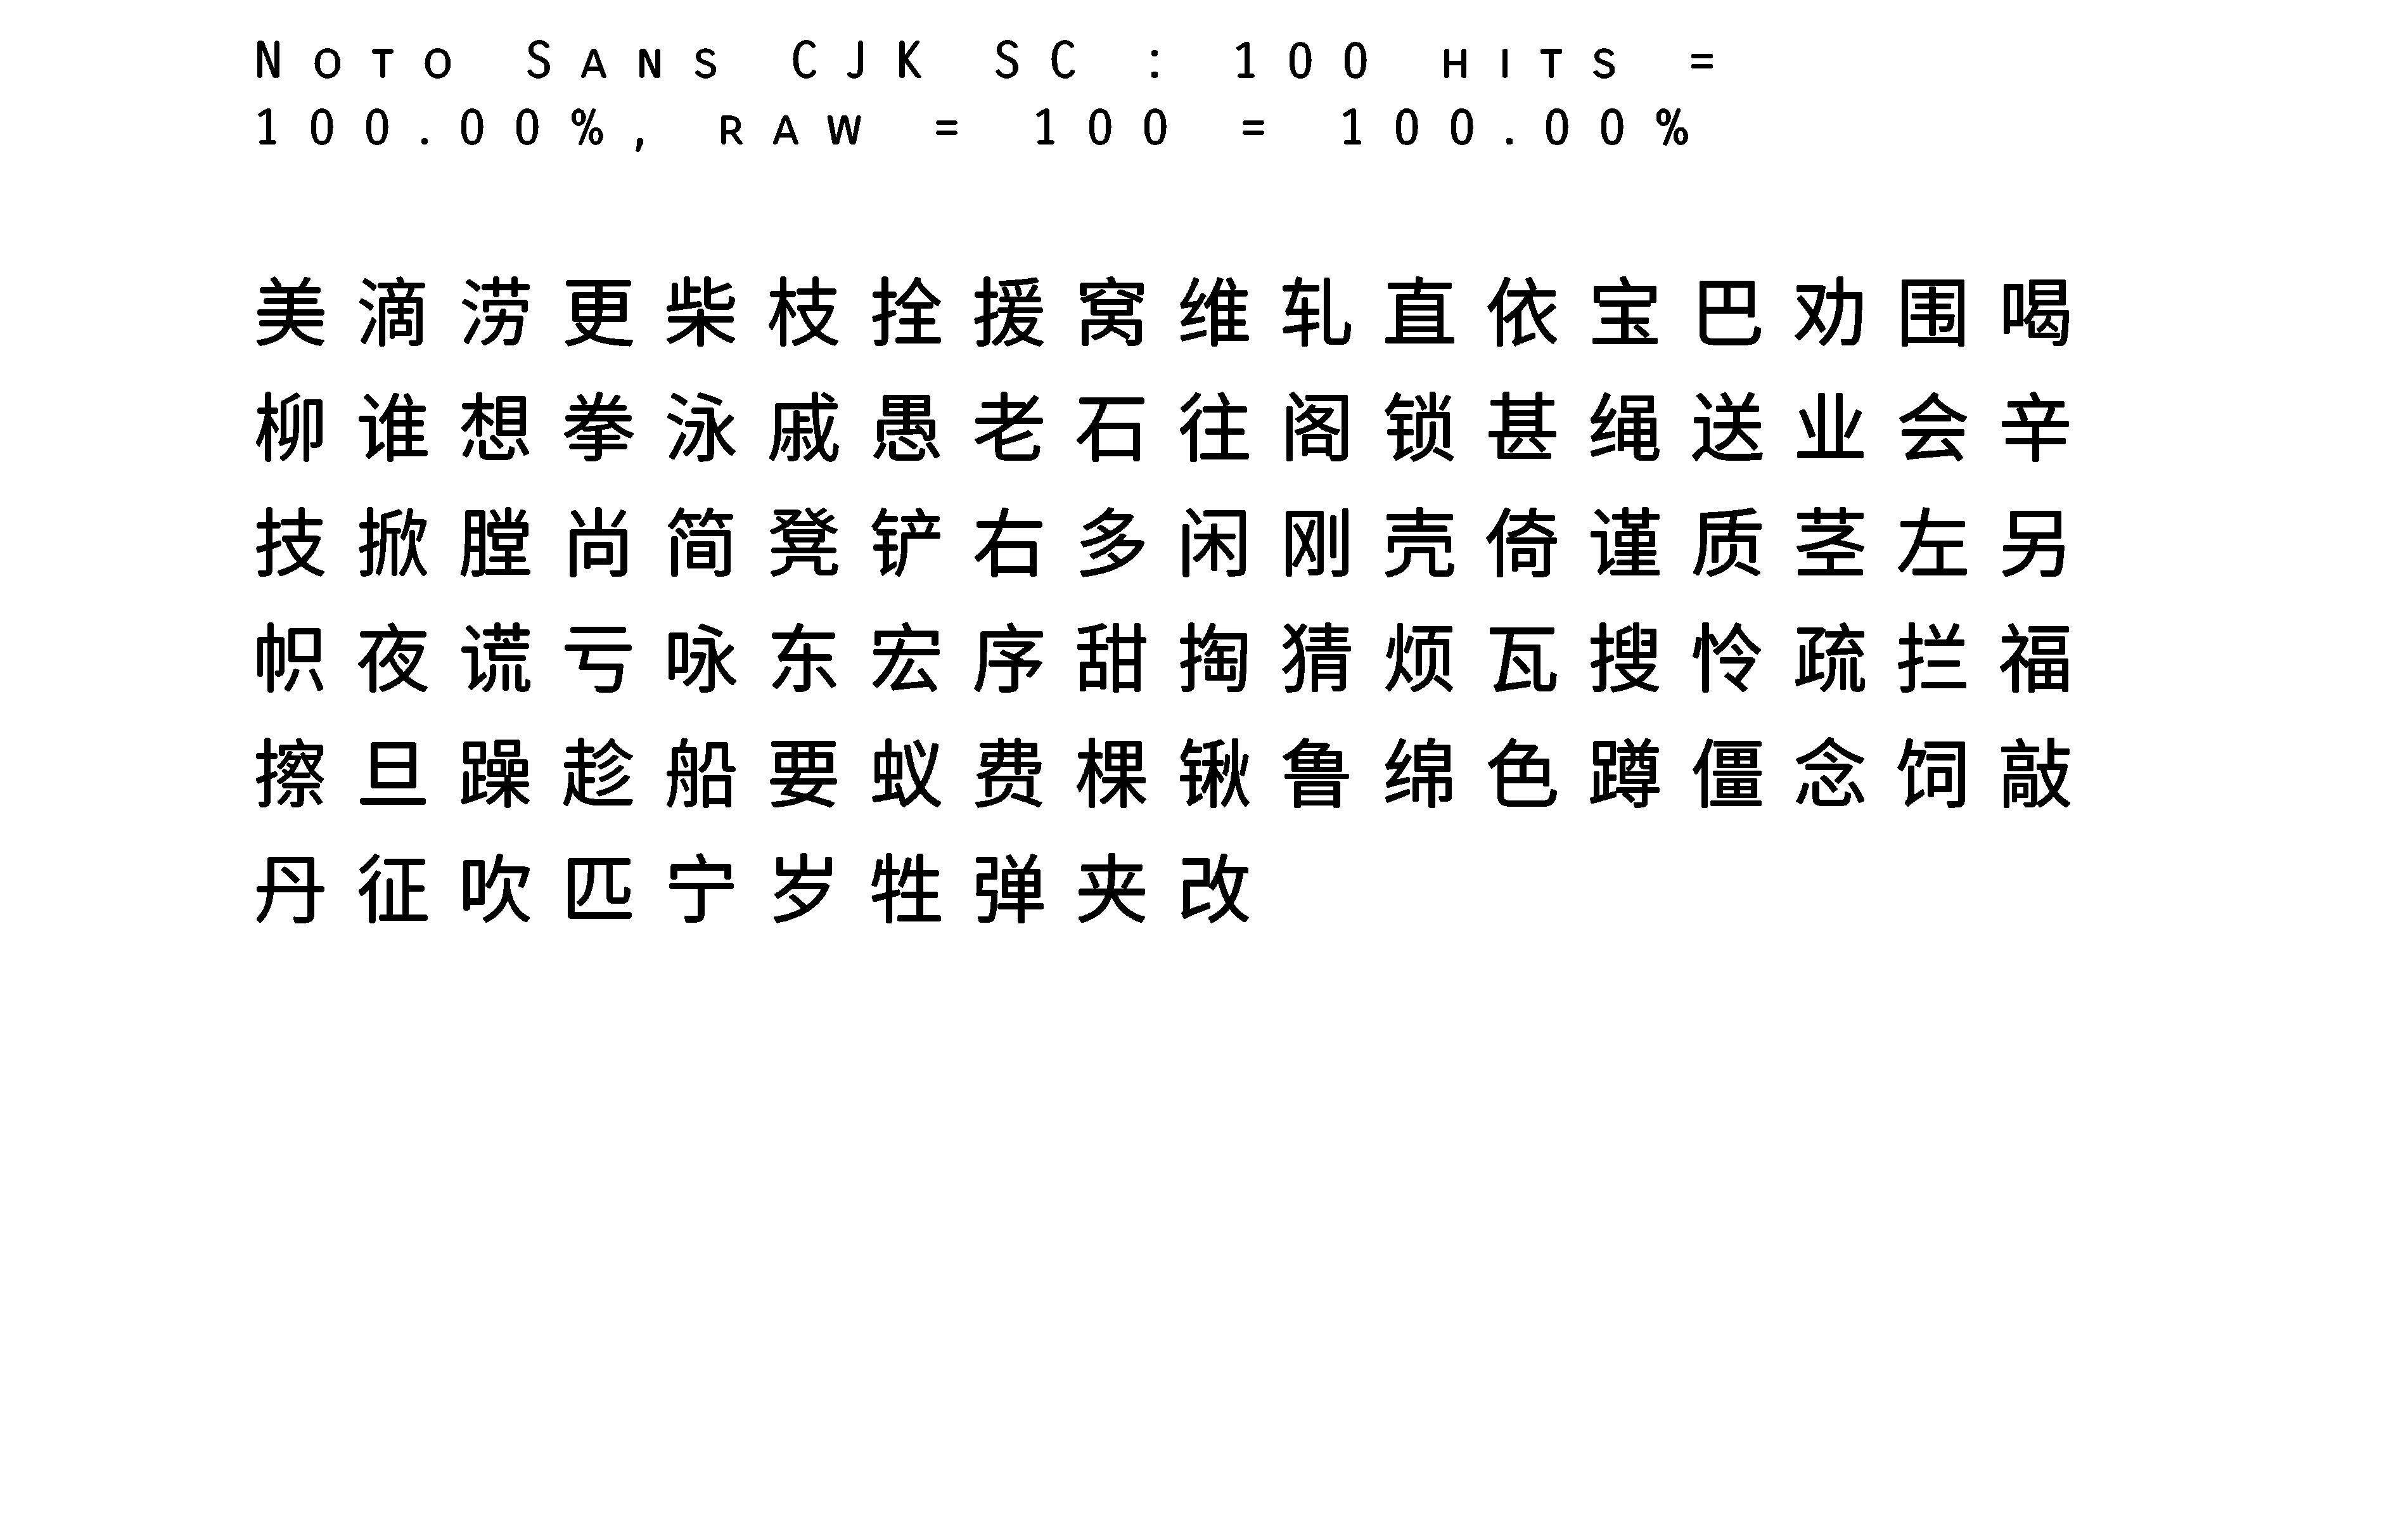 Noto Sans CJK SC : 100 hits =
100.00%, raw = 100 = 100.00%
美滴涝更柴枝拴援窝维轧直依宝巴劝围喝
柳谁想拳泳戚愚老石往阁锁甚绳送业会辛
技掀膛尚简凳铲右多闲刚壳倚谨质茎左另
帜夜谎亏咏东宏序甜掏猜烦瓦搜怜疏拦福
擦旦躁趁船要蚁费棵锹鲁绵色蹲僵念饲敲
丹征吹匹宁岁牲弹夹改